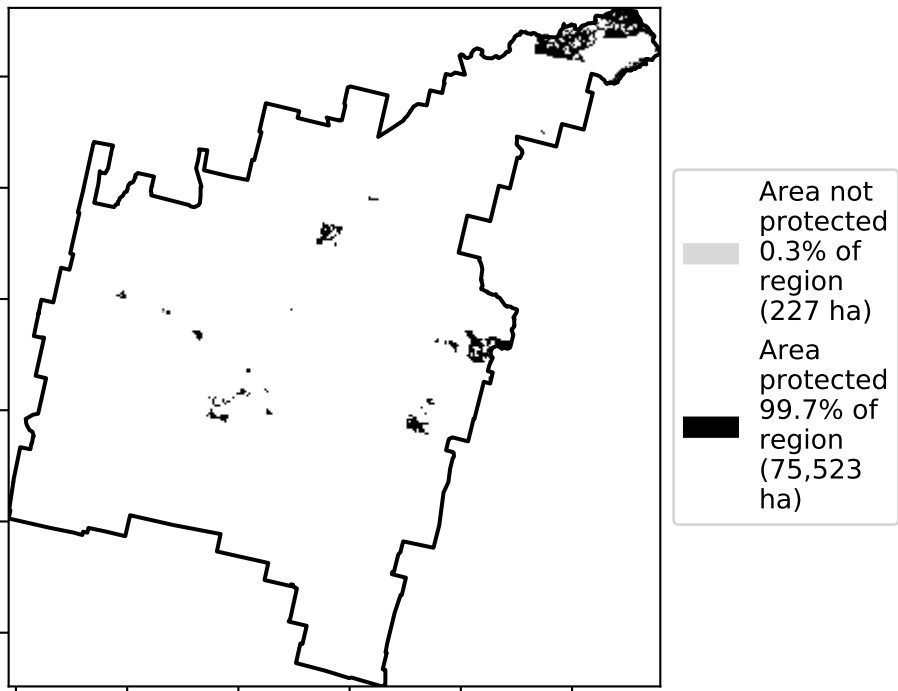 Area not
protected
0.3% of
region
(227 ha)
Area
protected
99.7% of
region
(75,523
ha)